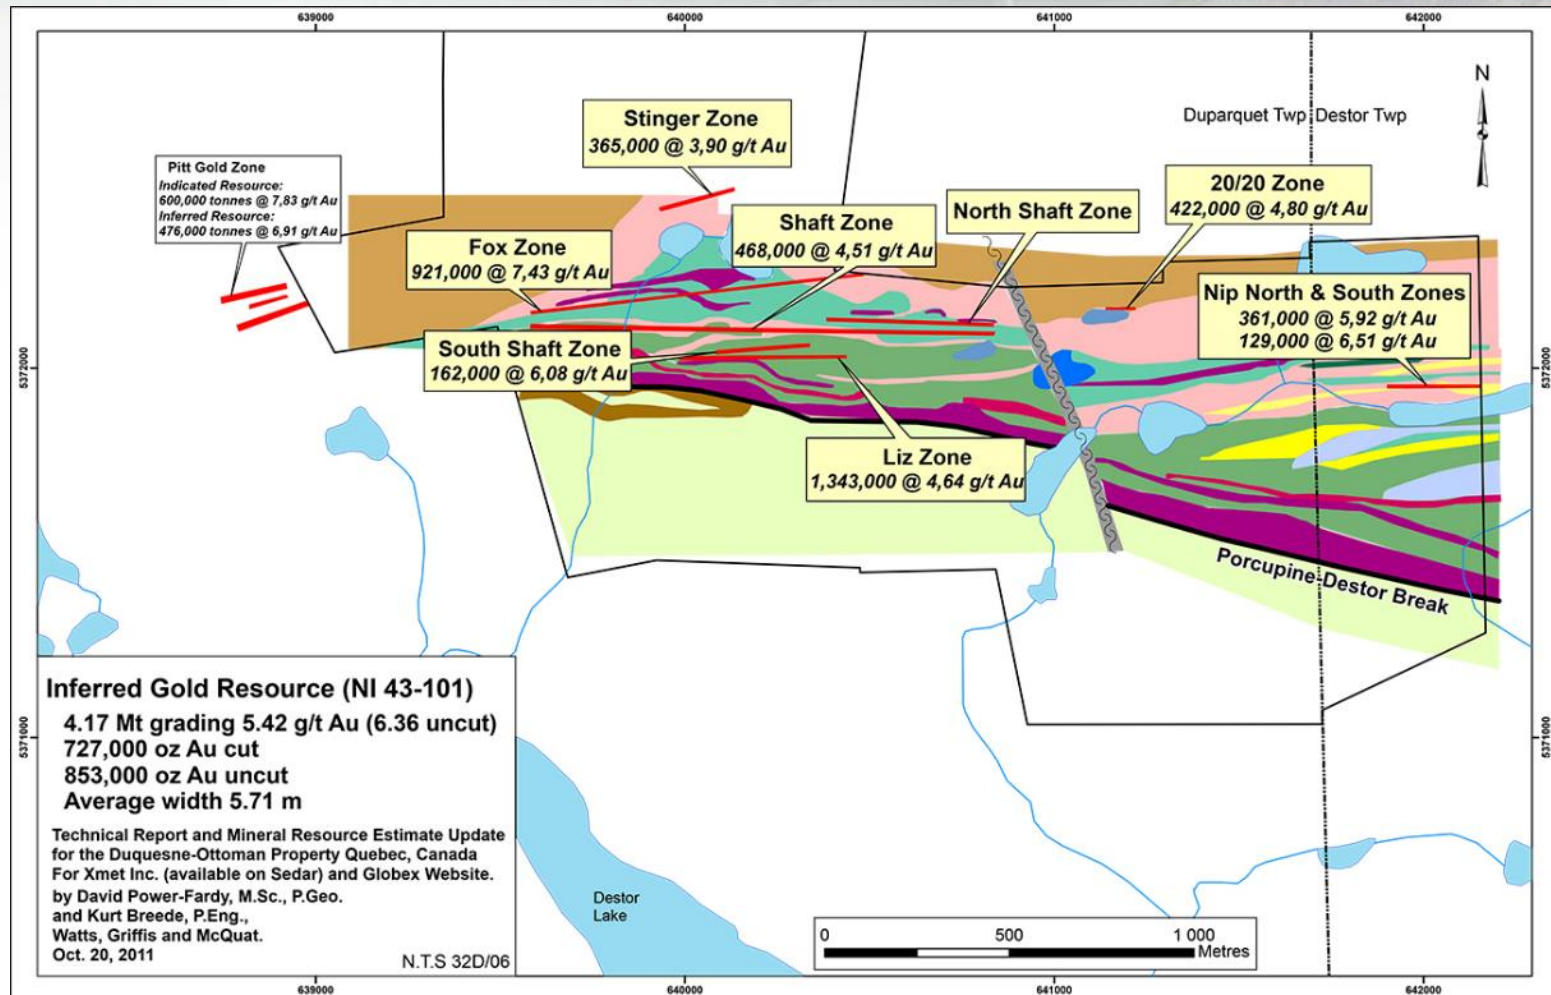 639000
640000
641000
642000
N
Duparquet Twp
Destor Twp
Stinger Zone
365,000 @ 3,90 g/t Au
Pitt Gold Zone
Indicated Resource:
600,000 tonnes @ 7,83 g/t Au
Inferred Resource:
476,000 tonnes @ 6,91 g/t Au
20/20 Zone
422,000 @ 4,80 g/t Au
North Shaft Zone
Shaft Zone
468,000 @ 4,51 g/t Au
Fox Zone
921,000 @ 7,43 g/t Au
Nip North & South Zones
361,000 @ 5,92 g/t Au
129,000 @ 6,51 g/t Au
South Shaft Zone
162,000 @ 6,08 g/t Au
5372000
5372000
Liz Zone
1,343,000 @ 4,64 g/t Au
Porcupine-Destor Break
Inferred Gold Resource (NI 43-101)
4.17 Mt grading 5.42 g/t Au (6.36 uncut)
727,000 oz Au cut
853,000 oz Au uncut
Average width 5.71 m
5371000
5371000
Technical Report and Mineral Resource Estimate Update
for the Duquesne-Ottoman Property Quebec, Canada
For Xmet Inc. (available on Sedar) and Globex Website.
by David Power-Fardy, M.Sc., P.Geo.
and Kurt Breede, P.Eng.,
Watts, Griffis and McQuat.
Oct. 20, 2011
N.T.S 32D/06
Destor
Lake
0
500
1 000
Metres
639000
640000
641000
642000